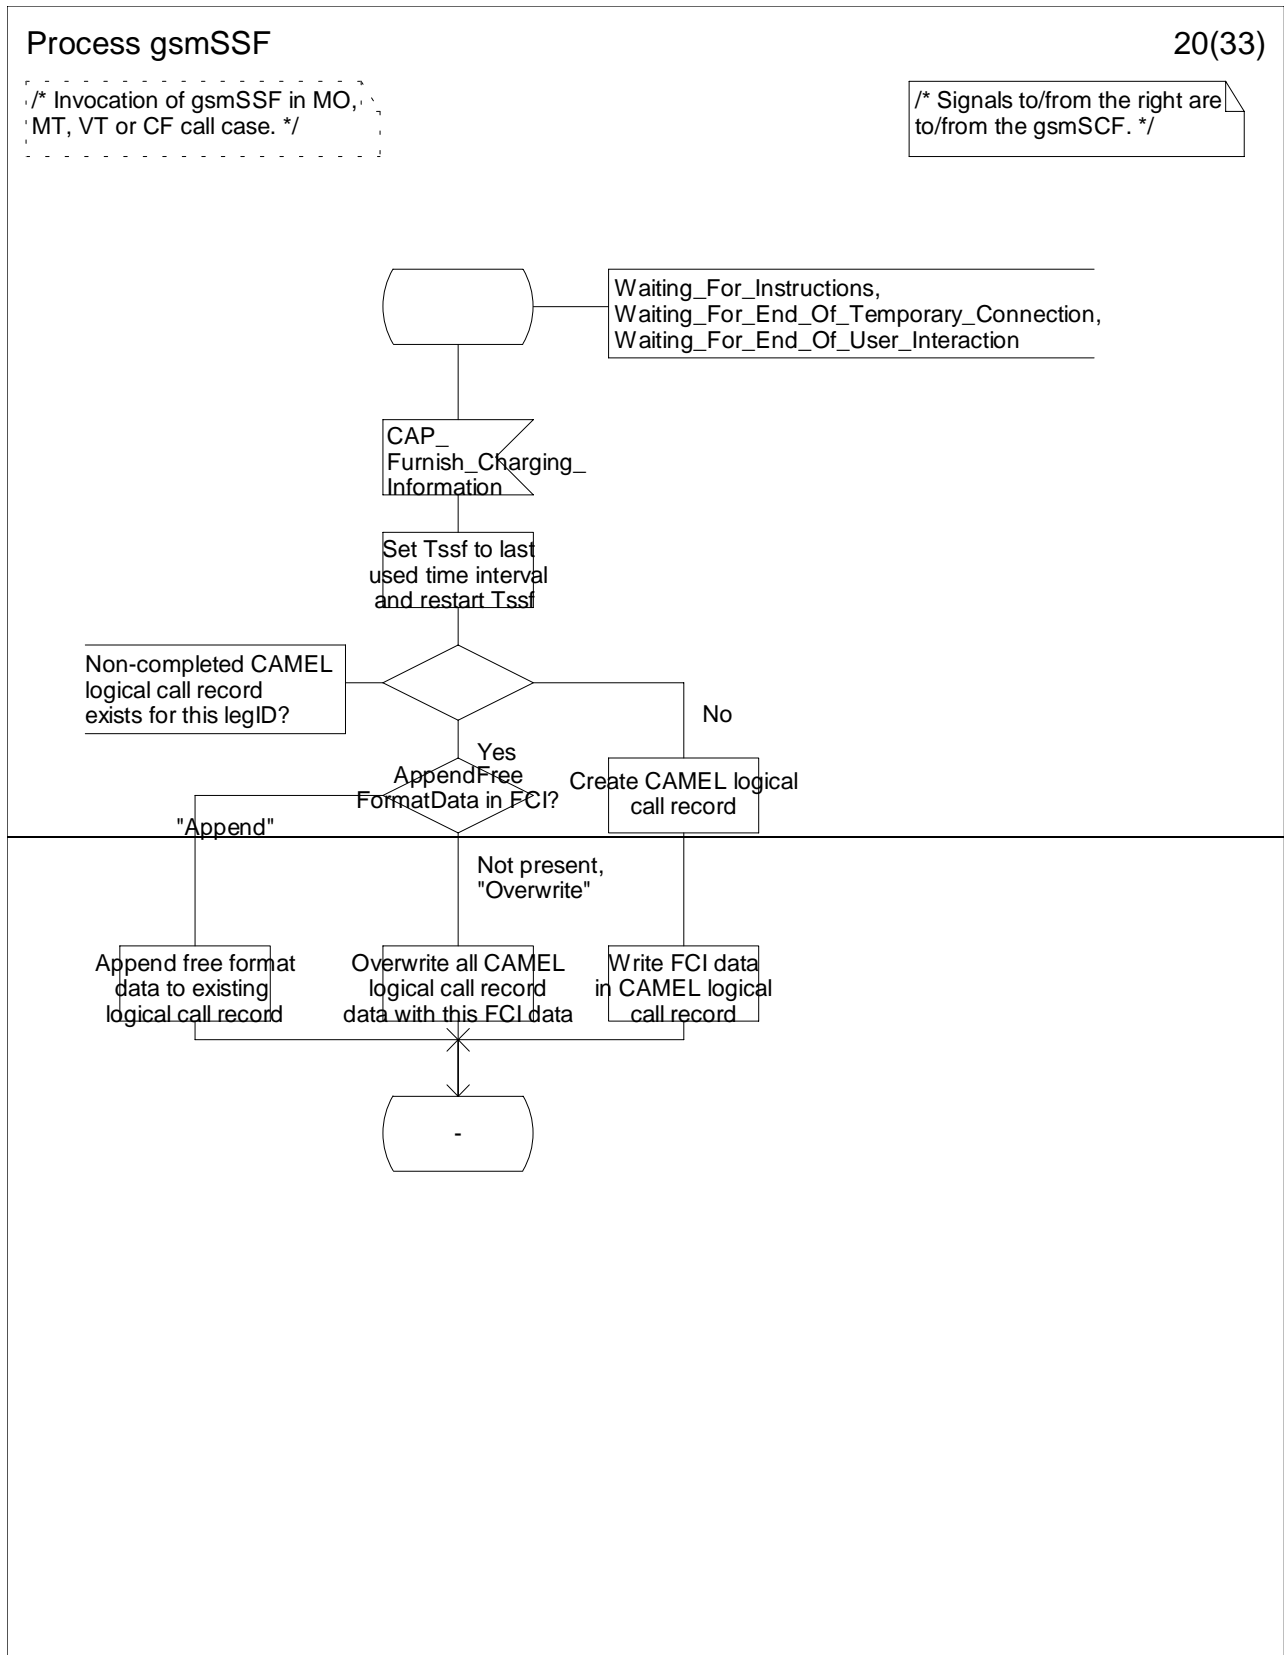 Process gsmSSF
20(33)
/* Invocation of gsmSSF in MO,
MT, VT or CF call case. */
/* Signals to/from the right are
to/from the gsmSCF. */
Waiting_For_Instructions,
Waiting_For_End_Of_Temporary_Connection,
Waiting_For_End_Of_User_Interaction
CAP_
Furnish_Charging_
Information
Set Tssf to last
used time interval
and restart Tssf
Non-completed CAMEL
logical call record
exists for this legID?
No
Yes
AppendFree
FormatData in FCI?
Create CAMEL logical
call record
"Append"
Not present,
"Overwrite"
Append free format
data to existing
logical call record
Overwrite all CAMEL
logical call record
data with this FCI data
Write FCI data
in CAMEL logical
call record
-